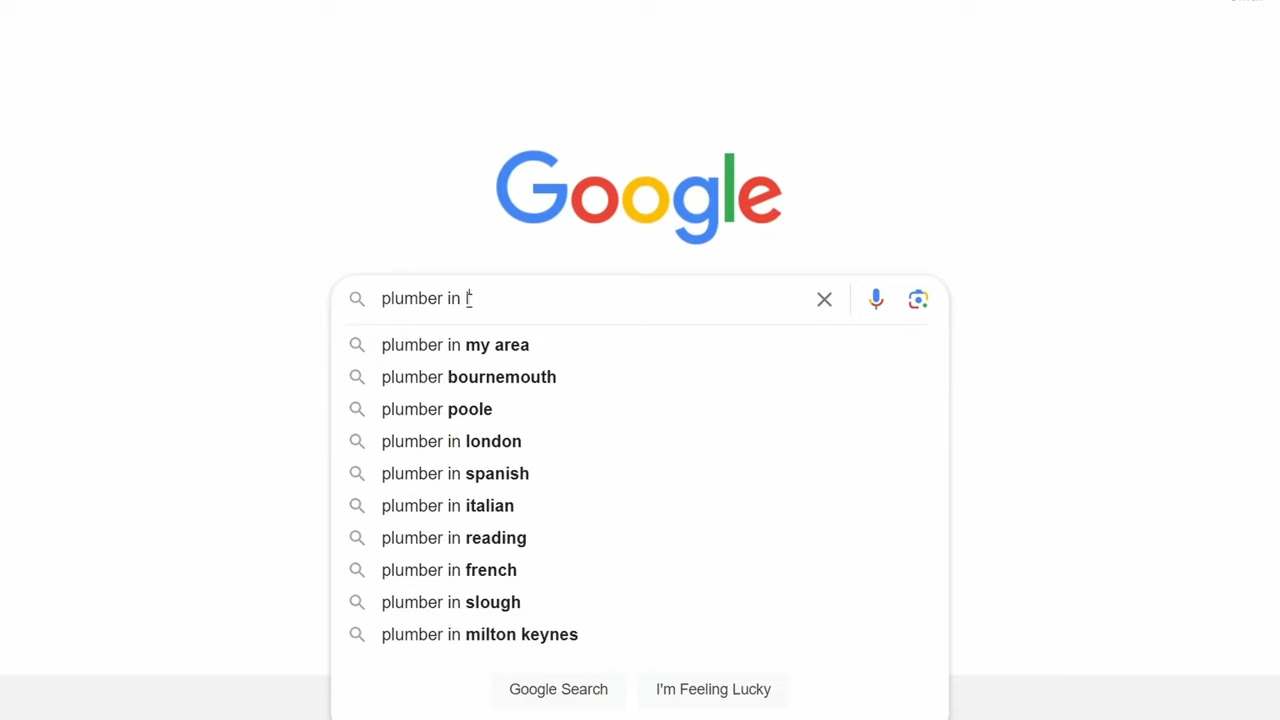 Google
plumber in l
plumber in my area
plumber bournemouth
plumber poole
plumber in london
plumber in spanish
plumber in italian
plumber in reading
plumber in french
plumber in slough
plumber in milton keynes
Google Search
I'm Feeling Lucky